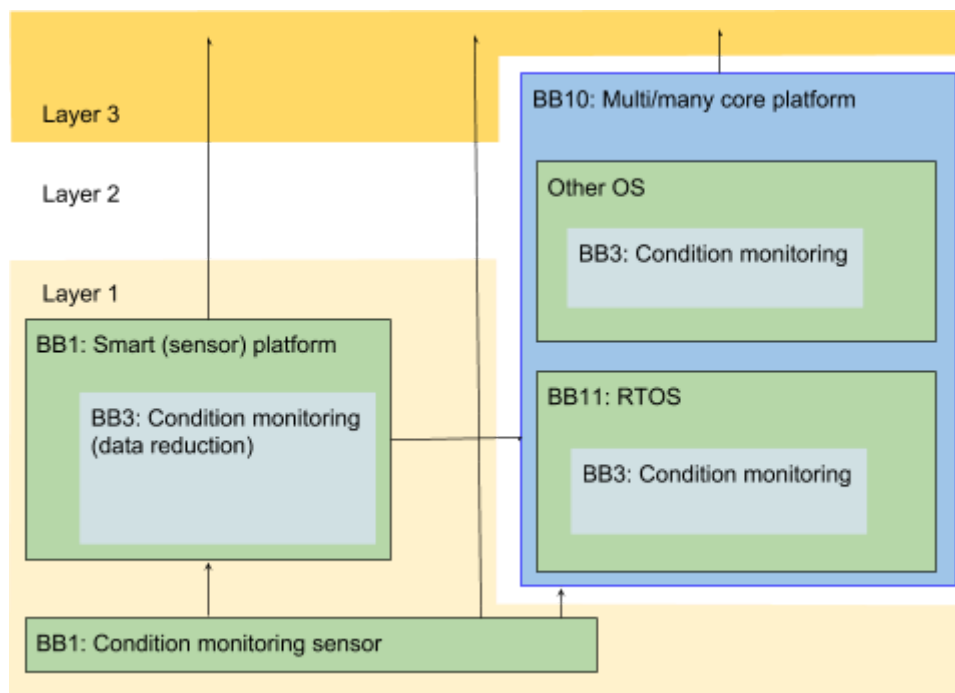 Layer 3
Layer 2
Layer 1
BB1: Smart (sensor) platform
BB3: Condition monitoring
(data reduction)
BB1: Condition monitoring sensor
BB10: Multi/many core platform
Other OS
BB3: Condition monitoring
BB11: RTOS
BB3: Condition monitoring